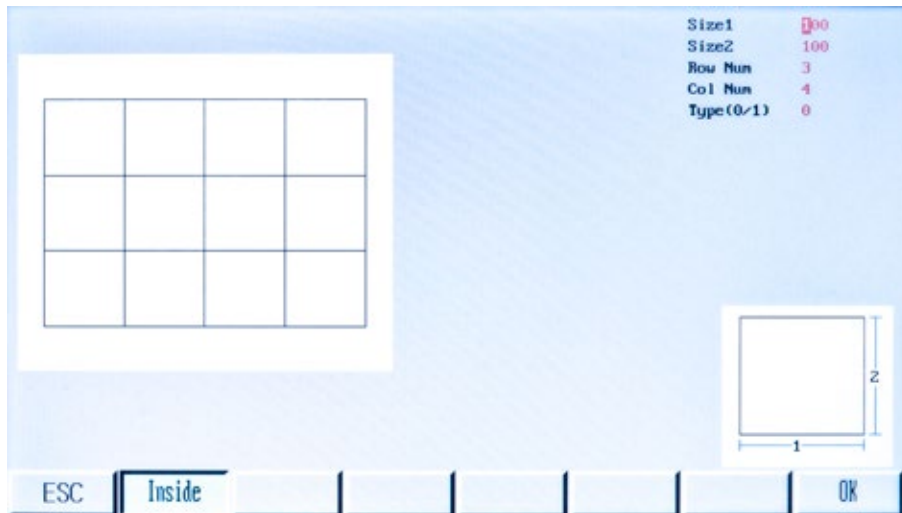 Size1 100
Size2 100
Row Num 3
Col Num 4
Type(0/1) 0
2
1
ESC Inside OK